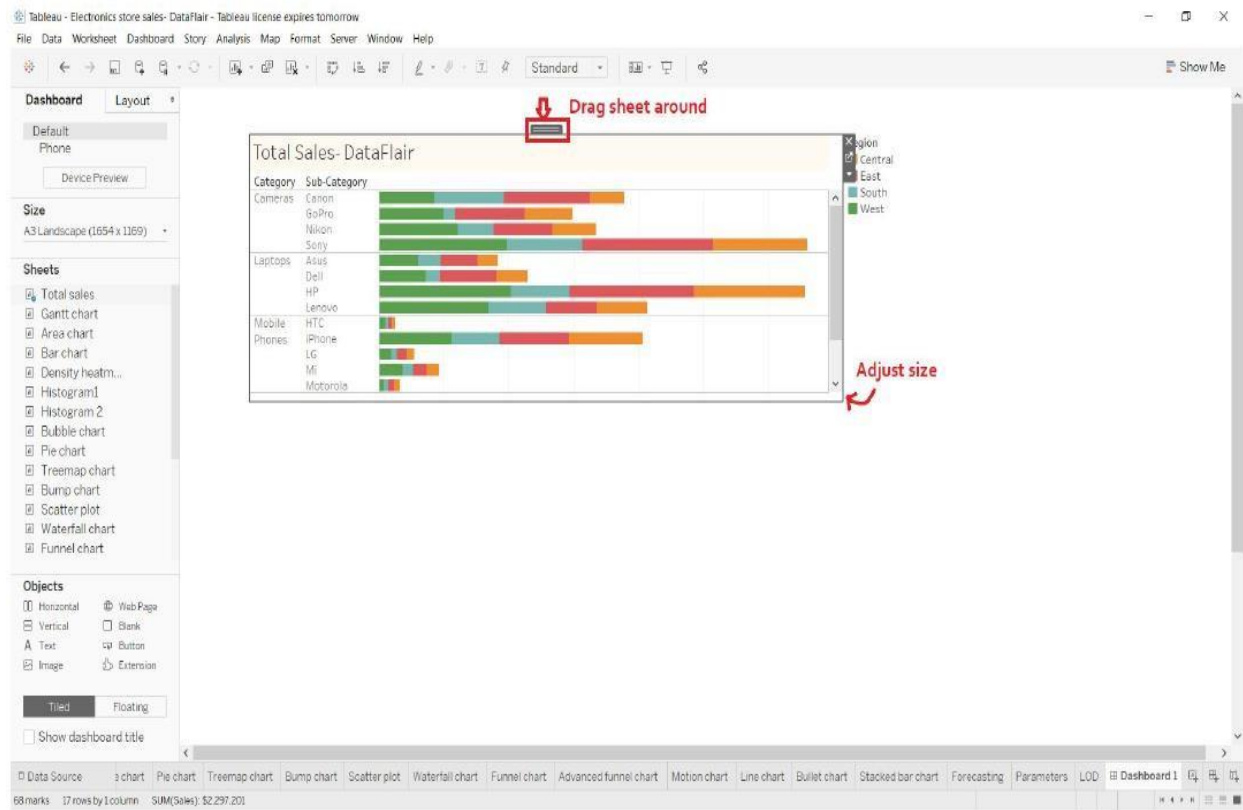 Tableau - Electronics store sales- DataFlair - Tableau license expires tomorrow
File Data Worksheet Dashboard Story Analysis Map Format Server Window Help
Standard
Show Me
Dashboard Layout
Default
Phone
Device Preview
Size
A3 Landscape (1654 x 1169)
Sheets
Total sales
Gantt chart
Area chart
Bar chart
Density heatm...
Histogram1
Histogram 2
Bubble chart
Pie chart
Treemap chart
Bump chart
Scatter plot
Waterfall chart
Funnel chart
Objects
Horizontal Web Page
Vertical Blank
A Text Button
Image Extension
Tiled Floating
Show dashboard title
Drag sheet around
Total Sales- DataFlair
Category Sub-Category
Cameras Canon
GoPro
Nikon
Sony
Laptops Asus
Dell
HP
Lenovo
Mobile HTC
Phones iPhone
LG
Mi
Motorola
egion
Central
East
South
West
Adjust size
Data Source a chart Pie chart Treemap chart Bump chart Scatter plot Waterfall chart Funnel chart Advanced funnel chart Motion chart Line chart Bullet chart Stacked bar chart Forecasting Parameters LOD Dashboard 1
68 marks 17 rows by 1 column SUM(Sales): $2,297,201